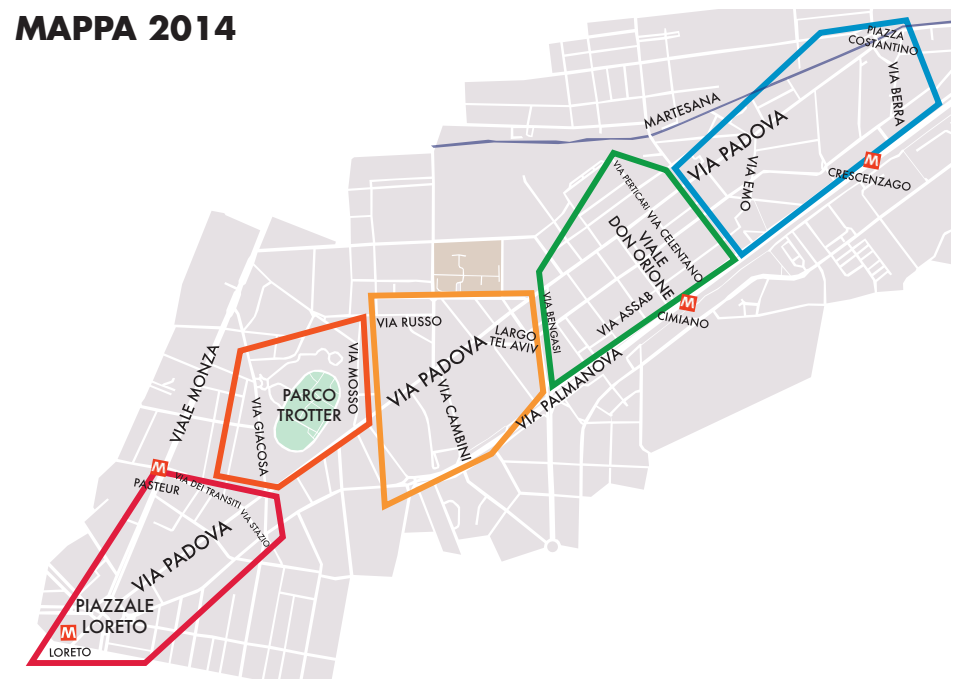 MAPPA 2014
PIAZZA
COSTANTINO
VIA BERRA
MARTESANA
VIA PADOVA
VIA EMO
M
CRESCENZAGO
VIA PERTICARI
VIA CELENTANO
VIALE
DON ORIONE
VIA ASSAB
M
CIMIANO
VIA BENGASI
VIA PALMANOVA
VIA RUSSO
LARGO
TEL AVIV
VIA PADOVA
VIA CAMBINI
VIALE MONZA
VIA MOSSO
PARCO
TROTTER
VIA GIACOSA
M
PASTEUR
VIA DEI TRANSITI
VIA STAZIO
VIA PADOVA
PIAZZALE
LORETO
M
LORETO